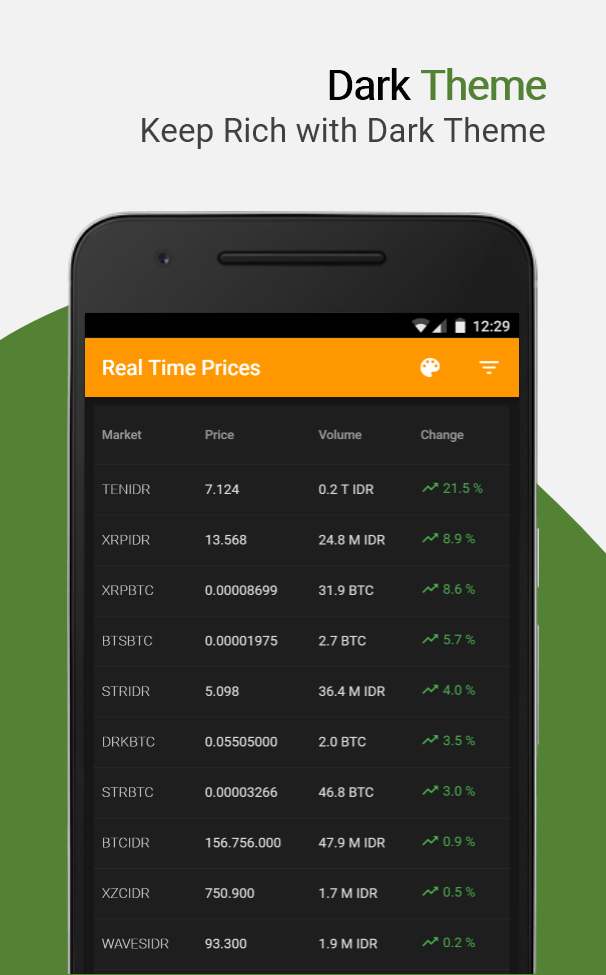 Dark Theme
Keep Rich with Dark Theme
12:29
Real Time Prices
Market Price Volume Change
TENIDR 7.124 0.2 T IDR 21.5 %
XRPIDR 13.568 24.8 M IDR 8.9 %
XRPBTC 0.00008699 31.9 BTC 8.6 %
BTSBTC 0.00001975 2.7 BTC 5.7 %
STRIDR 5.098 36.4 M IDR 4.0 %
DRKBTC 0.05505000 2.0 BTC 3.5 %
STRBTC 0.00003266 46.8 BTC 3.0 %
BTCIDR 156.756.000 47.9 M IDR 0.9 %
XZCIDR 750.900 1.7 M IDR 0.5 %
WAVESIDR 93.300 1.9 M IDR 0.2 %